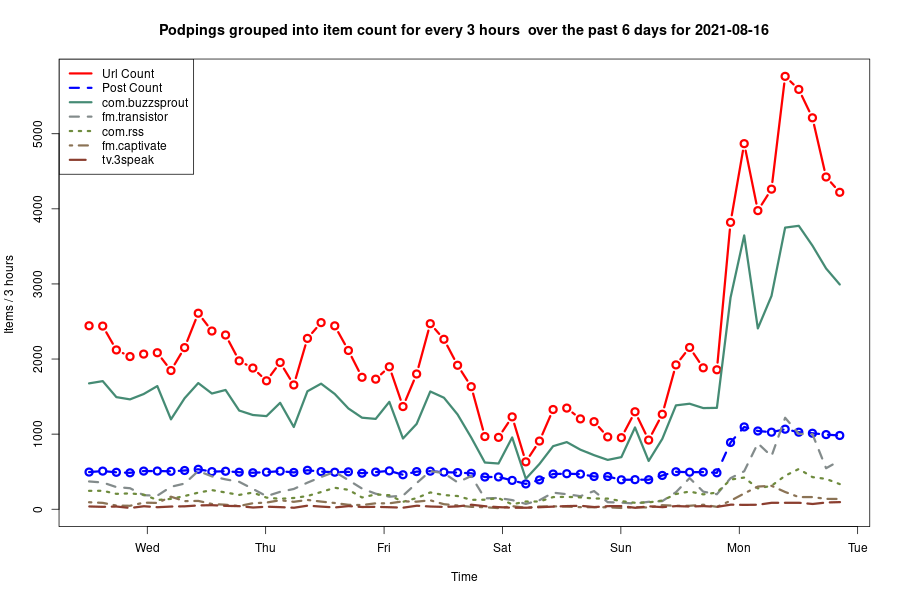 Podpings grouped into item count for every 3 hours  over the past 6 days for 2021-08-16
Url Count
Post Count
com.buzzsprout
fm.transistor
com.rss
fm.captivate
tv.3speak
5000
4000
3000
2000
1000
0
Items / 3 hours
Wed Thu Fri Sat Sun Mon Tue
Time